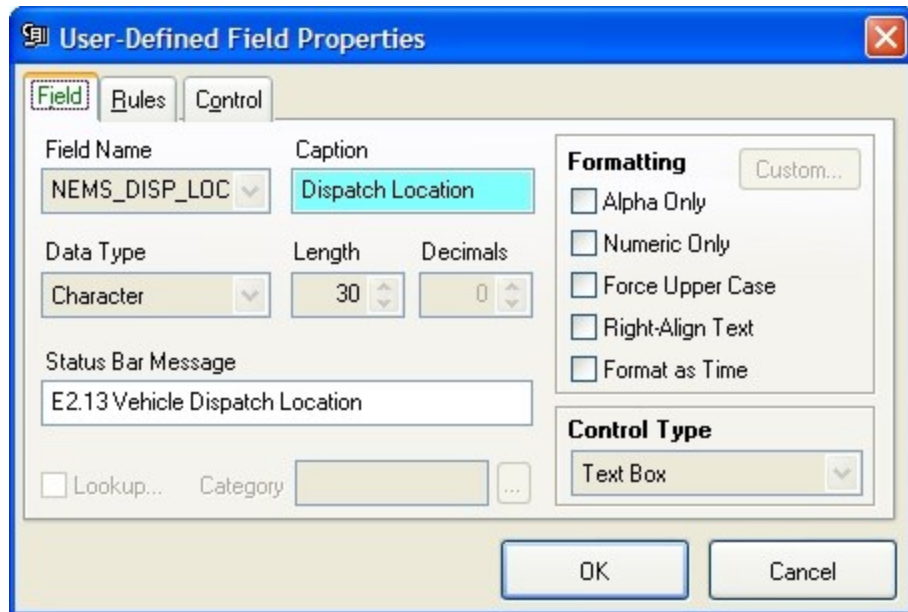 User-Defined Field Properties
Field
Rules
Control
Field Name
Caption
NEMS_DISP_LOC
Dispatch Location
Data Type
Length
Decimals
Character
30
0
Status Bar Message
E2.13 Vehicle Dispatch Location
Lookup...
Category
...
Formatting
Custom...
Alpha Only
Numeric Only
Force Upper Case
Right-Align Text
Format as Time
Control Type
Text Box
OK
Cancel